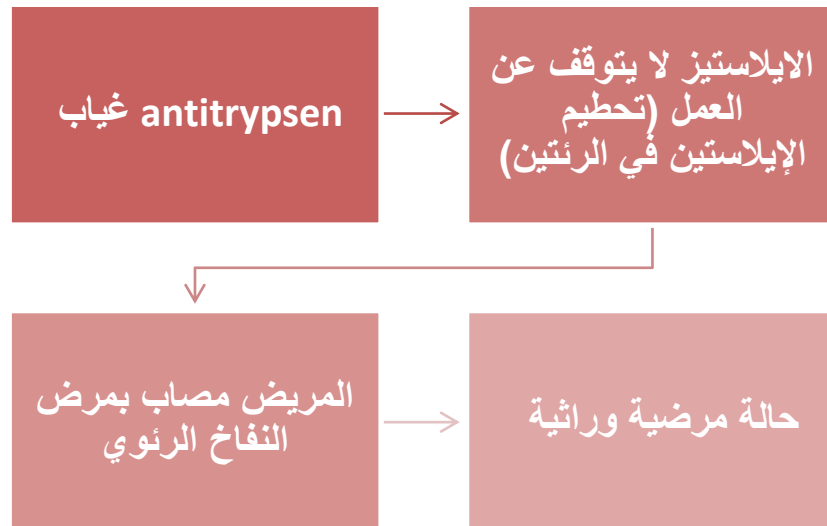 غياب antitrypsen
الايلاستيز لا يتوقف عن
العمل (تحطيم
الإيلاستين في الرئتين)
المريض مصاب بمرض
النفاخ الرئوي
حالة مرضية وراثية